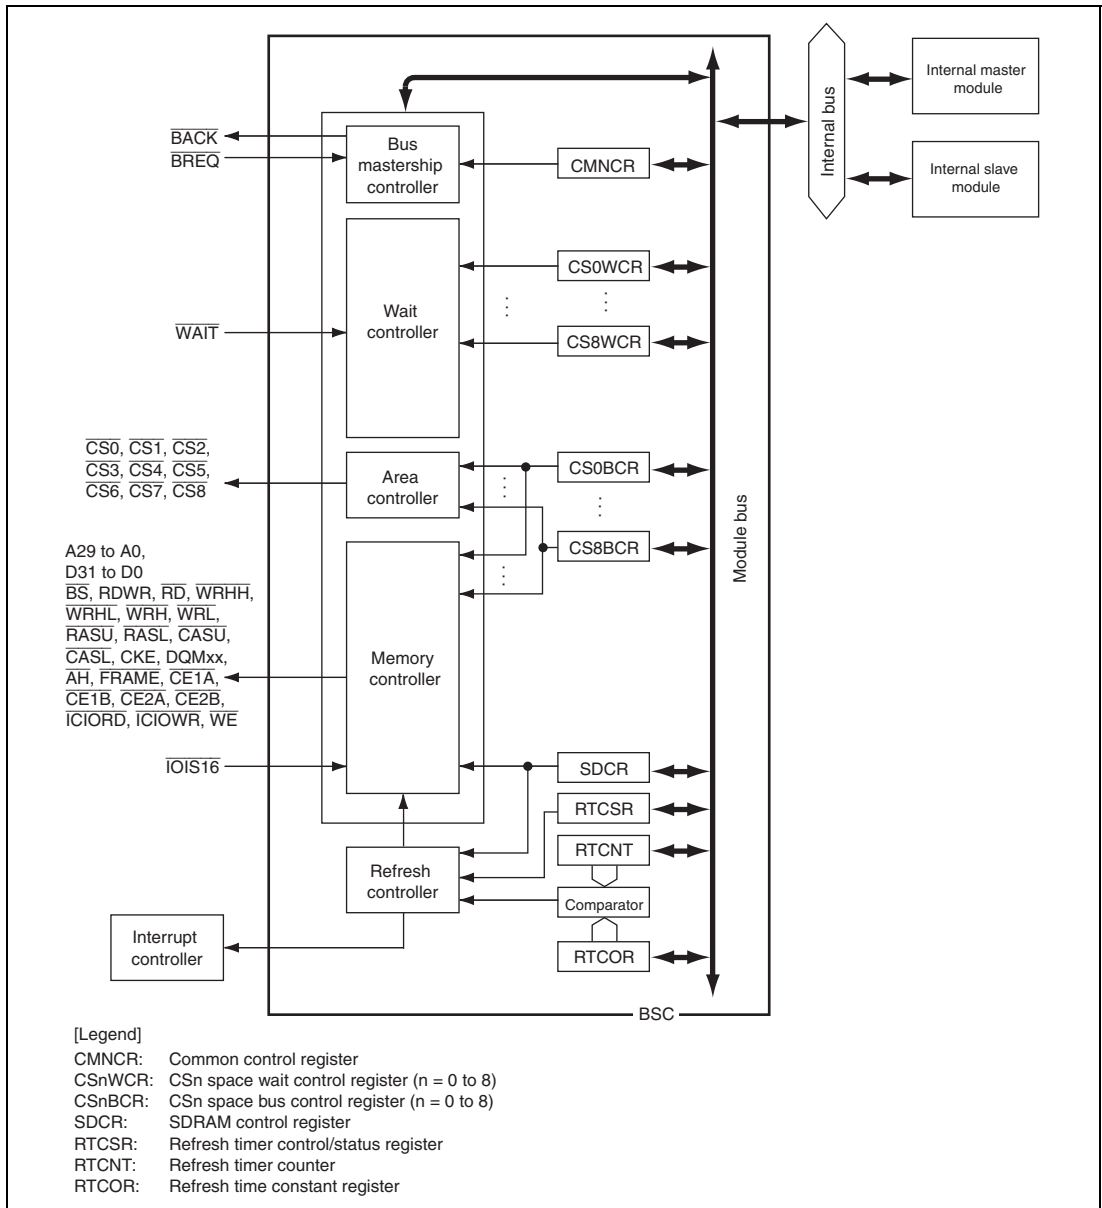 BACK
BREQ
Bus
mastership
controller
CMNCR
Internal bus
Internal master
module
Internal slave
module
CS0WCR
Wait
controller
WAIT
CS8WCR
CS0, CS1, CS2,
CS3, CS4, CS5,
CS6, CS7, CS8
Area
controller
CS0BCR
CS8BCR
Module bus
A29 to A0,
D31 to D0
BS, RDWR, RD, WRHH,
WRHL, WRH, WRL,
RASU, RASL, CASU,
CASL, CKE, DQMxx,
AH, FRAME, CE1A,
CE1B, CE2A, CE2B,
ICIORD, ICIOWR, WE
Memory
controller
IOIS16
SDCR
RTCSR
RTCNT
Refresh
controller
Comparator
RTCOR
Interrupt
controller
BSC
[Legend]
CMNCR: Common control register
CSnWCR: CSn space wait control register (n = 0 to 8)
CSnBCR: CSn space bus control register (n = 0 to 8)
SDCR: SDRAM control register
RTCSR: Refresh timer control/status register
RTCNT: Refresh timer counter
RTCOR: Refresh time constant register